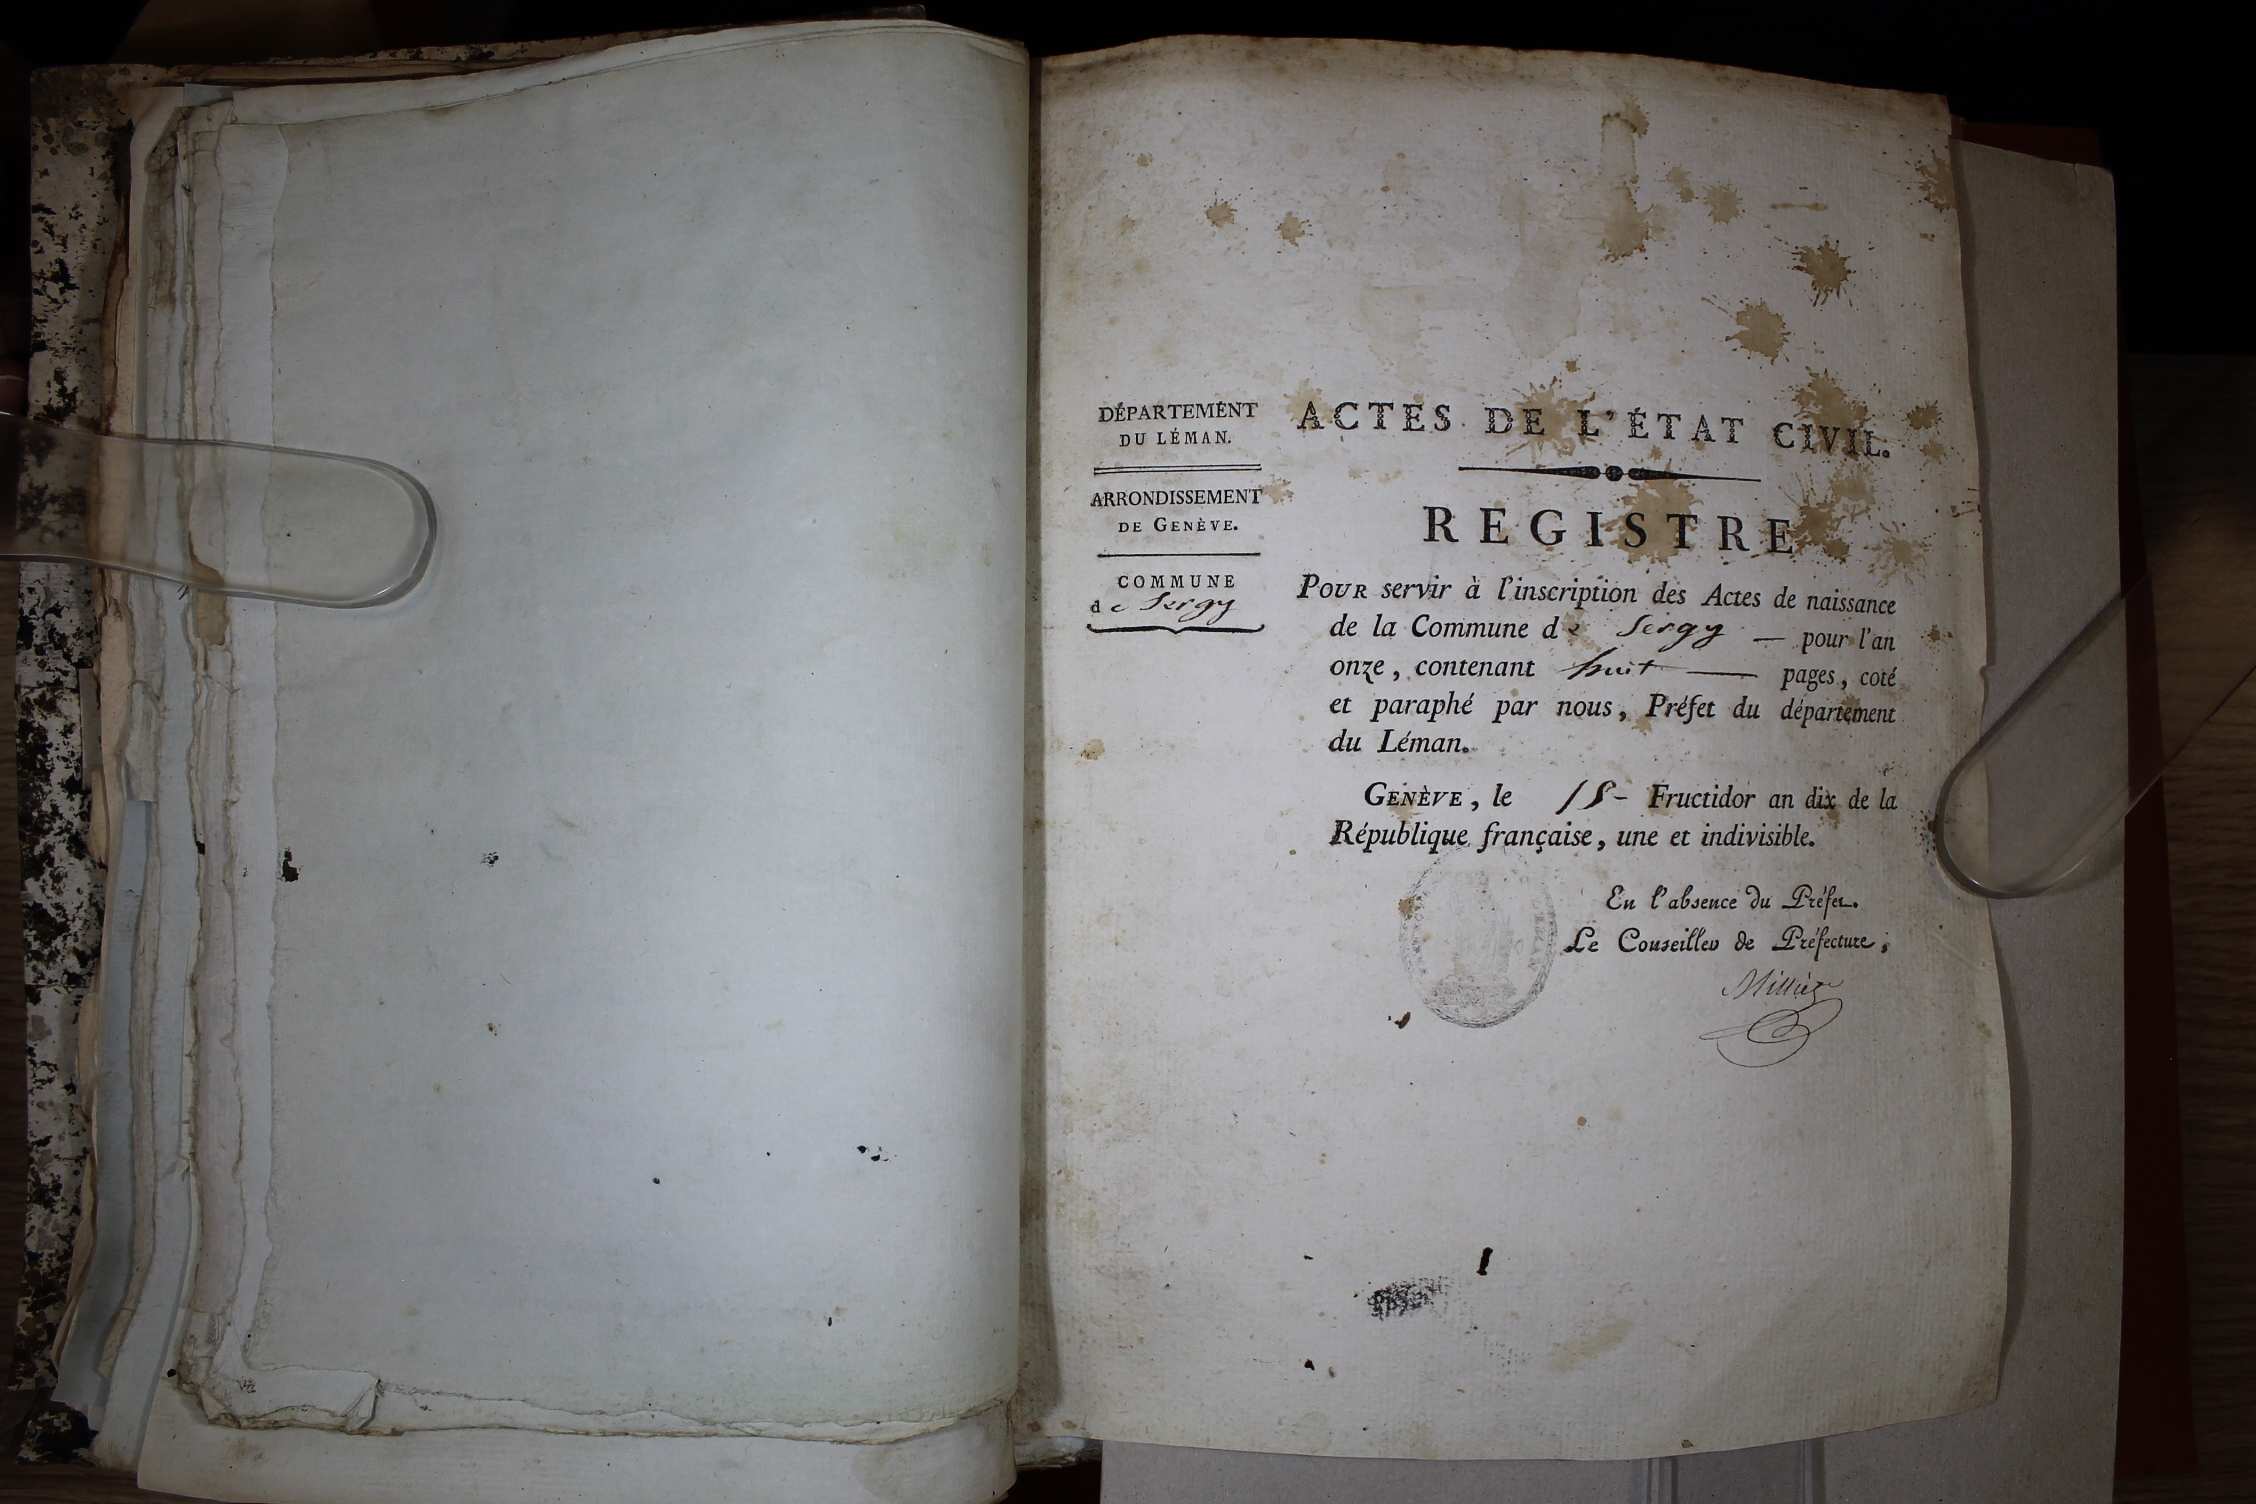 DÉPARTEMENT
DU LÉMAN.
ARRONDISSEMENT
DE GENÈVE.
COMMUNE
de Sergy
ACTES DE L'ÉTAT CIVIL.
REGISTRE
POUR servir à l'inscription des Actes de naissance
de la Commune de Sergy — pour l'an
onze, contenant huit — pages, coté
et paraphé par nous, Préfet du département
du Léman.
GENÈVE, le 15 - Fructidor an dix de la
République française, une et indivisible.
En l'absence du Préfet.
Le Conseiller de Préfecture,